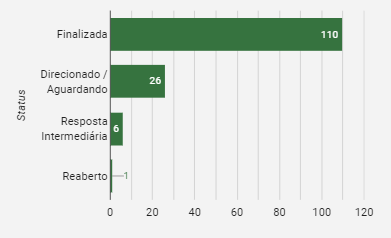 Status
Finalizada
110
Direcionado /
Aguardando
26
Resposta
Intermediária
6
Reaberto
1
0 20 40 60 80 100 120